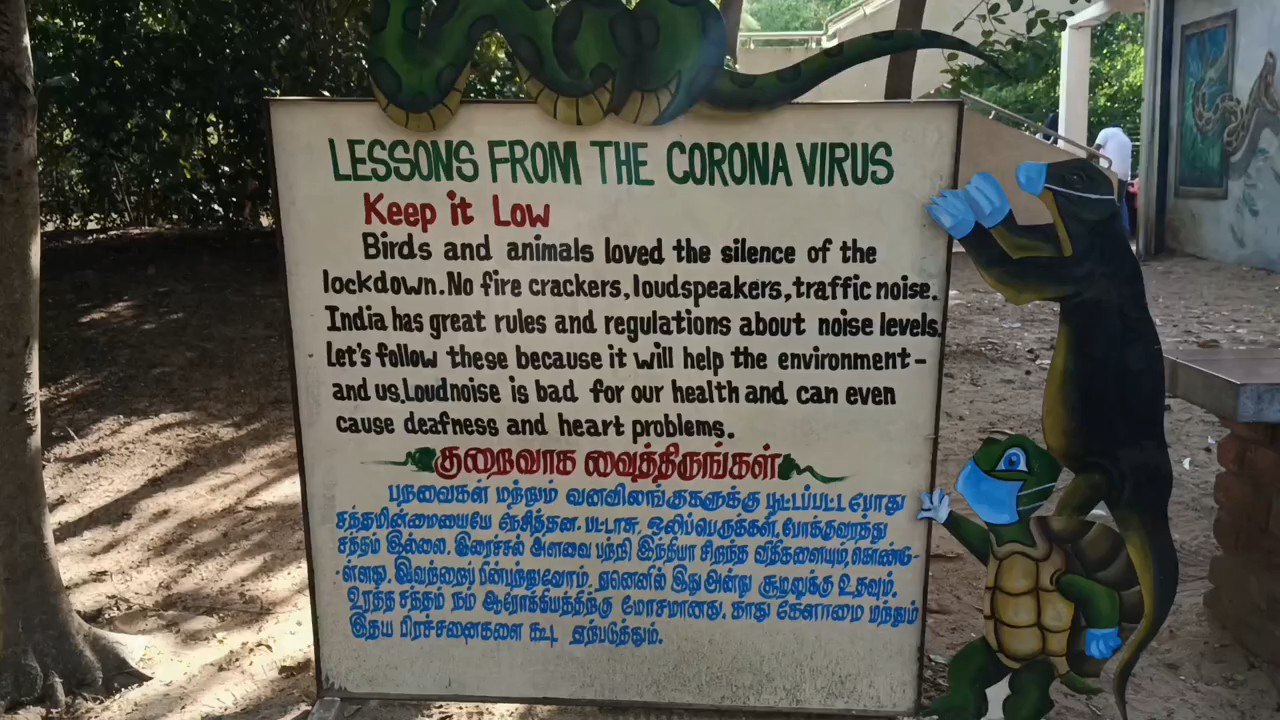 LESSONS FROM THE CORONA VIRUS
Keep it Low
Birds and animals loved the silence of the
lockdown. No fire crackers, loudspeakers, traffic noise.
India has great rules and regulations about noise levels.
Let's follow these because it will help the environment-
and us. Loud noise is bad for our health and can even
cause deafness and heart problems.
குறைவாக வைத்திருங்கள்
பறவைகள் மற்றும் வனவிலங்குகளுக்கு பூட்டப்பட்ட போது
சத்தமின்மையையே நேசித்தன. பட்டாசு, ஒலிப்பெருக்கள், போக்குவரத்து
சத்தம் இல்லை. இரைச்சல் அளவை பற்றி இந்தியா சிறந்த விதிகளையும் கொண்டு-
ள்ளது. இவற்றைப் பின்பற்றுவோம். ஏனெனில் இது அன்று சூழலுக்கு உதவும்.
உரத்த சத்தம் நம் ஆரோக்கியத்திற்கு மோசமானது. காது கேளாமை மற்றும்
இதய பிரச்சனைகளை கூட ஏற்படுத்தும்.